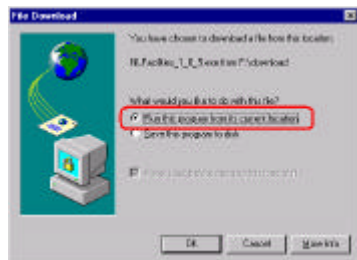 File Download
You have chosen to download a file from this location.
What would you like to do with this file?
Run this program from its current location
Save this program to disk
OK
Cancel
More Info